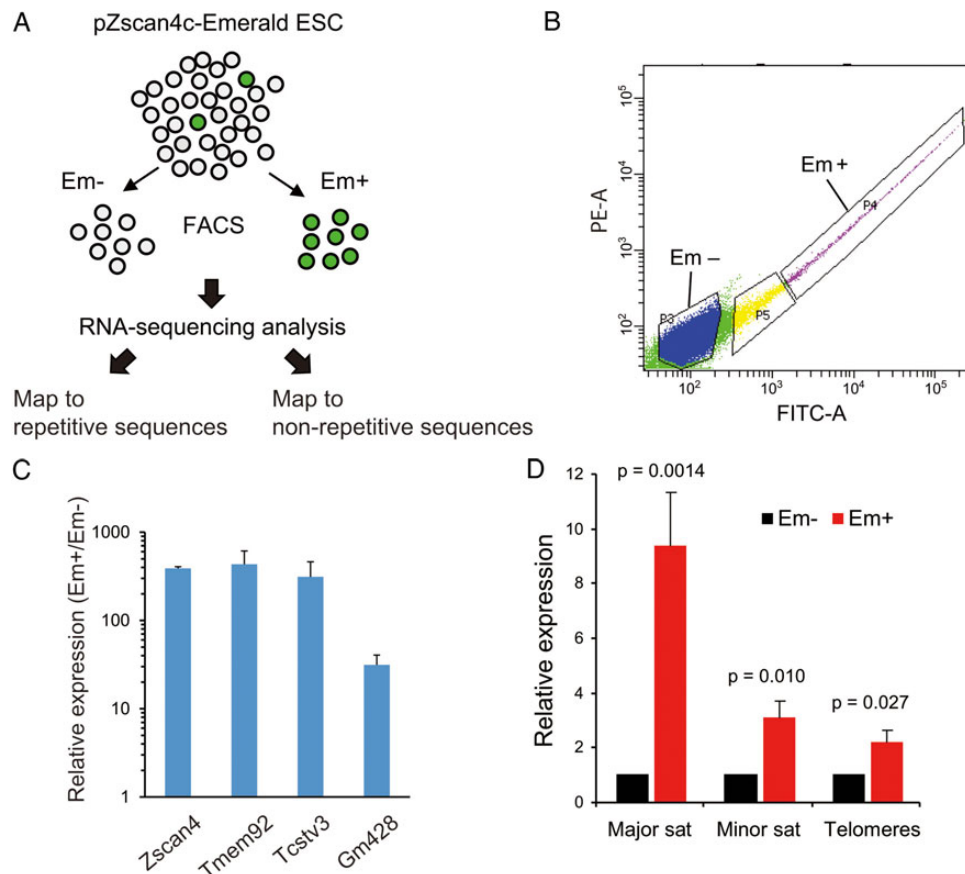 A
pZscan4c-Emerald ESC
Em-
Em+
FACS
RNA-sequencing analysis
Map to
repetitive sequences
Map to
non-repetitive sequences
B
PE-A
10^5
10^4
10^3
10^2
Em +
P4
Em –
P3
P5
10^2 10^3 10^4 10^5
FITC-A
C
Relative expression (Em+/Em-)
1000
100
10
1
Zscan4 Tmem92 Tcstv3 Gm428
D
Relative expression
12
10
8
6
4
2
0
p = 0.0014
Em- Em+
p = 0.010
p = 0.027
Major sat Minor sat Telomeres